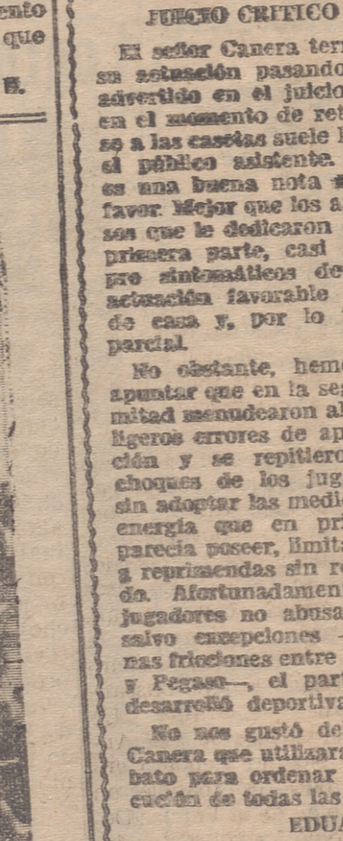 ento
que
H.
JUICIO CRITICO
El señor Canera ter
su actuación pasando
advertido en el juicio
en el momento de ret
se a las casetas suele
el público asistente.
es una buena nota
favor. Mejor que los a
sos que le dedicaron
primera parte, casi
pre sintomáticos de
actuación favorable
de casa y, por lo
parcial.
No obstante, hem
apuntar que en la se
mitad menudearon al
ligeros errores de ap
ción y se repitiero
choques de los jug
sin adoptar las medi
energía que en pri
parecía poseer, limita
a reprimendas sin r
do. Afortunadamen
jugadores no abusa
salvo excepciones -
nas fricciones entre
y Pegaso—, el par
desarrolló deportiva
No nos gustó de
Canera que utilizara
bato para ordenar
cución de todas las
EDUA